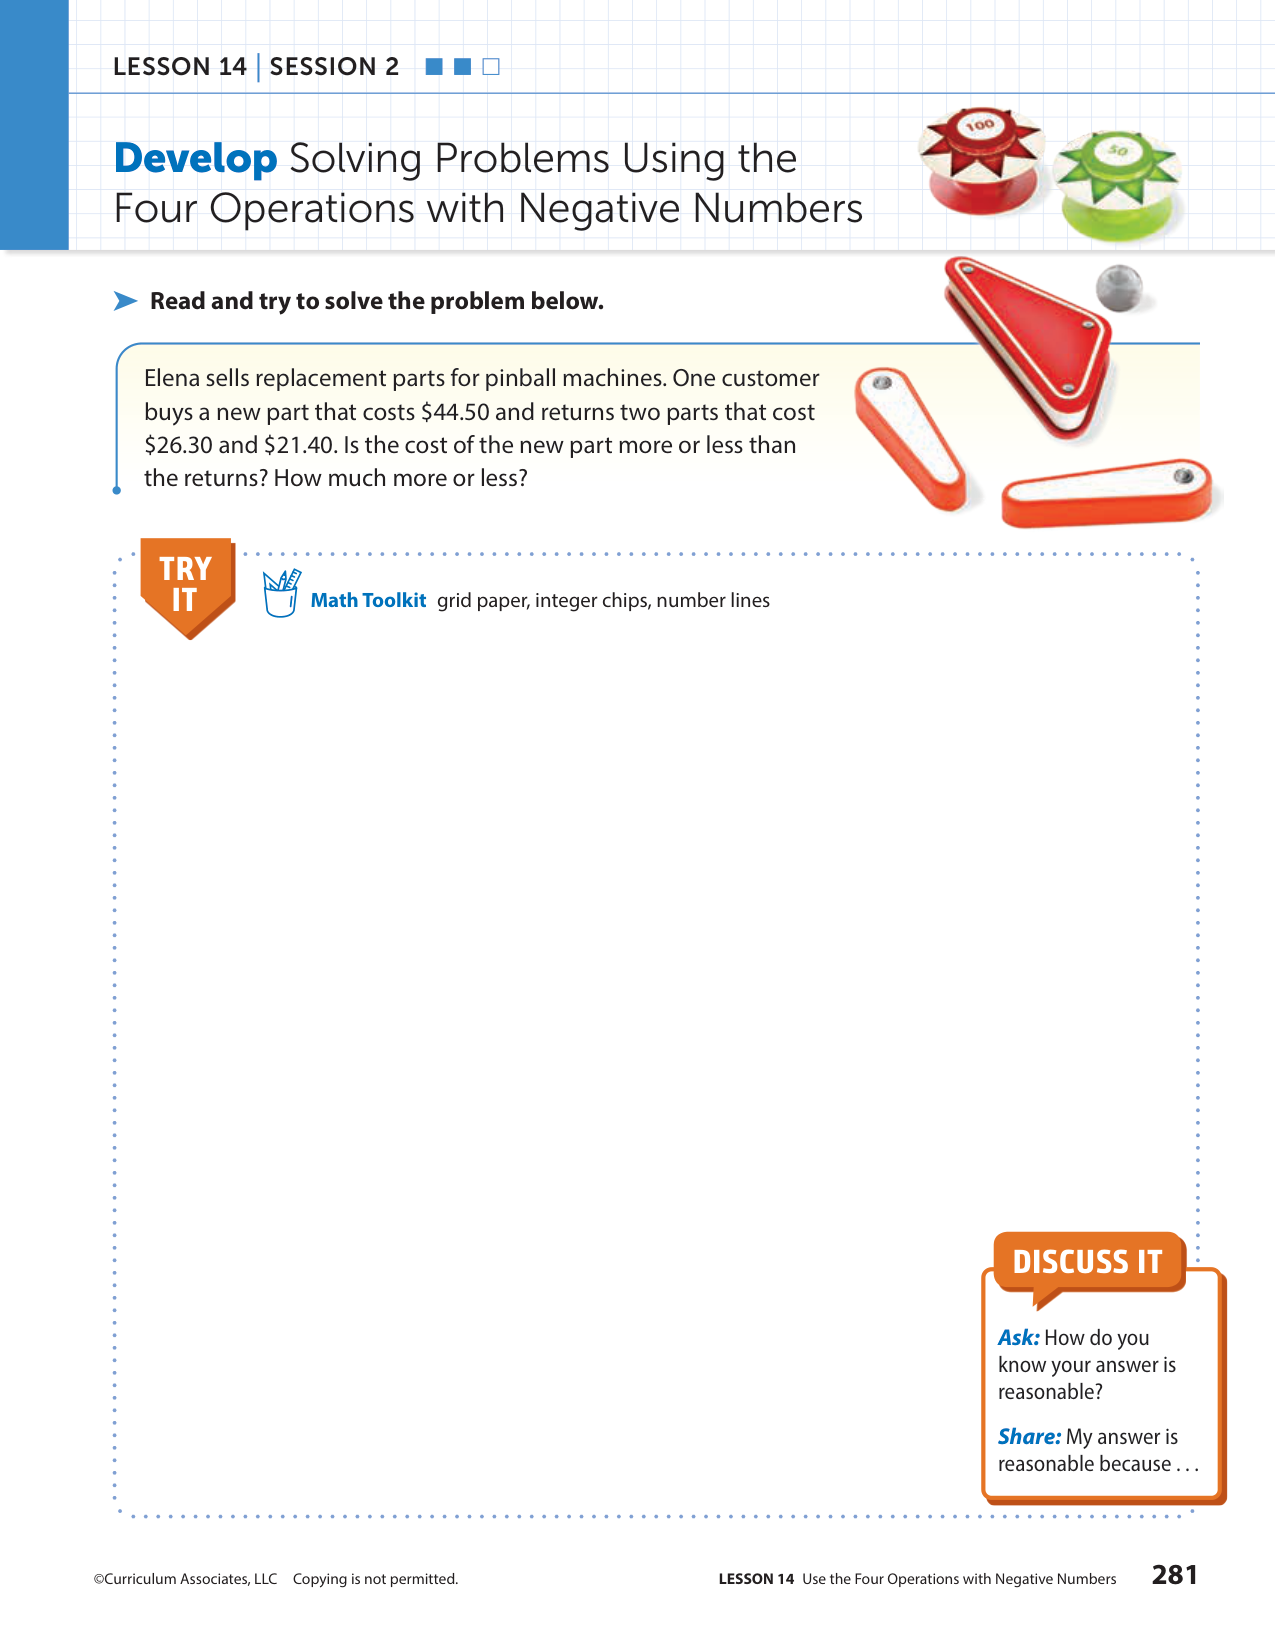 LESSON 14 | SESSION 2
Develop Solving Problems Using the
Four Operations with Negative Numbers
100
50
Read and try to solve the problem below.
Elena sells replacement parts for pinball machines. One customer
buys a new part that costs $44.50 and returns two parts that cost
$26.30 and $21.40. Is the cost of the new part more or less than
the returns? How much more or less?
TRY
IT
Math Toolkit grid paper, integer chips, number lines
DISCUSS IT
Ask: How do you
know your answer is
reasonable?
Share: My answer is
reasonable because . . .
©Curriculum Associates, LLC Copying is not permitted.
LESSON 14 Use the Four Operations with Negative Numbers 281